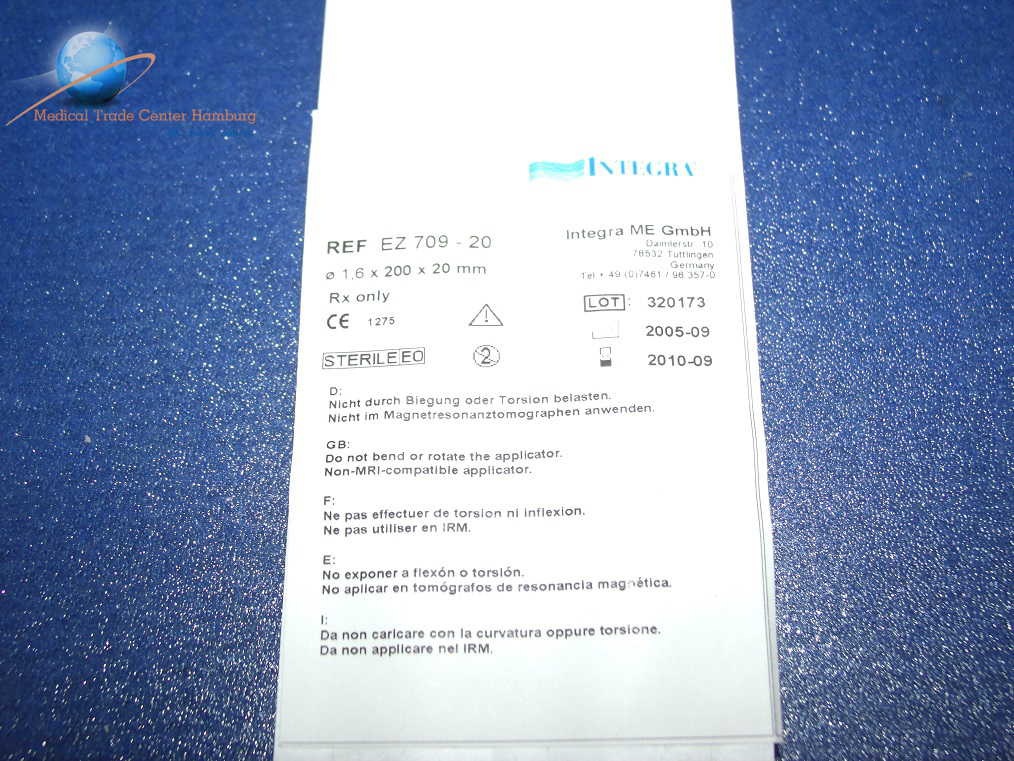 Medical Trade Center Hamburg
INTEGRA
REF EZ 709 - 20
ø 1,6 x 200 x 20 mm
Rx only
CE 1275
STERILE EO
2
Integra ME GmbH
Daimlerstr. 10
78532 Tuttlingen
Germany
Tel + 49 (0)7461 / 96 357-0
LOT : 320173
2005-09
2010-09
D:
Nicht durch Biegung oder Torsion belasten.
Nicht im Magnetresonanztomographen anwenden.
GB:
Do not bend or rotate the applicator.
Non-MRI-compatible applicator.
F:
Ne pas effectuer de torsion ni inflexion.
Ne pas utiliser en IRM.
E:
No exponer a flexón o torsión.
No aplicar en tomógrafos de resonancia magnética.
I:
Da non caricare con la curvatura oppure torsione.
Da non applicare nel IRM.